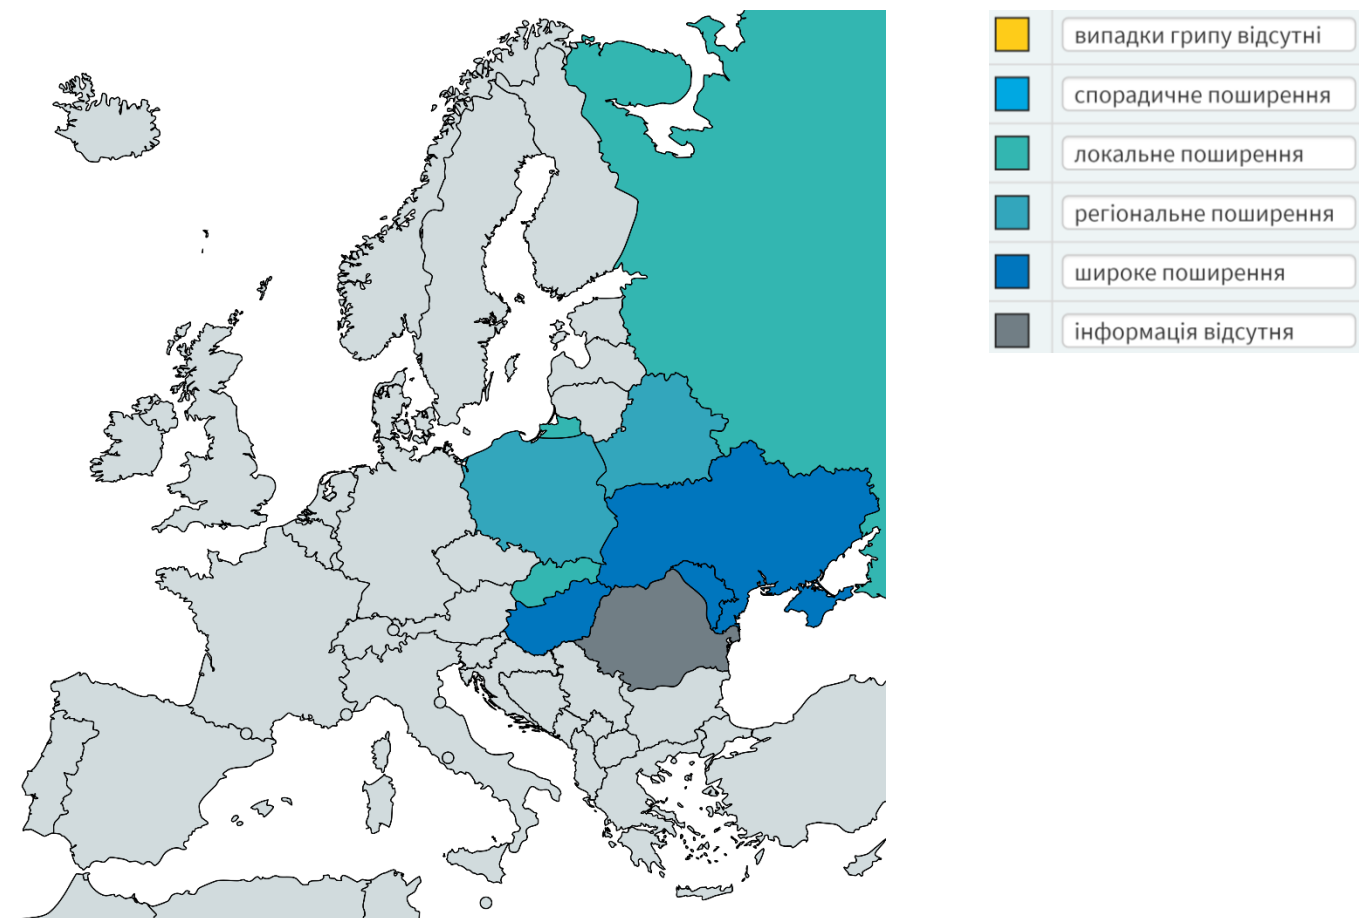 випадки грипу відсутні
спорадичне поширення
локальне поширення
регіональне поширення
широке поширення
інформація відсутня